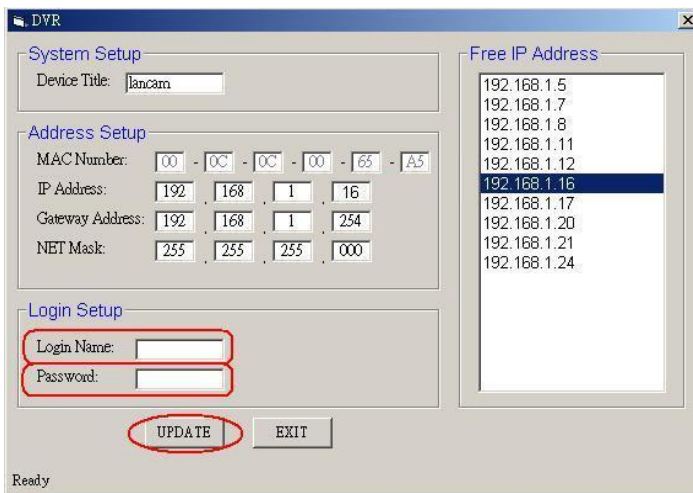 DVR
System Setup
Device Title: lancam
Address Setup
MAC Number: 00 - 0C - 0C - 00 - 65 - A5
IP Address: 192 . 168 . 1 . 16
Gateway Address: 192 . 168 . 1 . 254
NET Mask: 255 . 255 . 255 . 000
Login Setup
Login Name:
Password:
UPDATE EXIT
Ready
Free IP Address
192.168.1.5
192.168.1.7
192.168.1.8
192.168.1.11
192.168.1.12
192.168.1.16
192.168.1.17
192.168.1.20
192.168.1.21
192.168.1.24